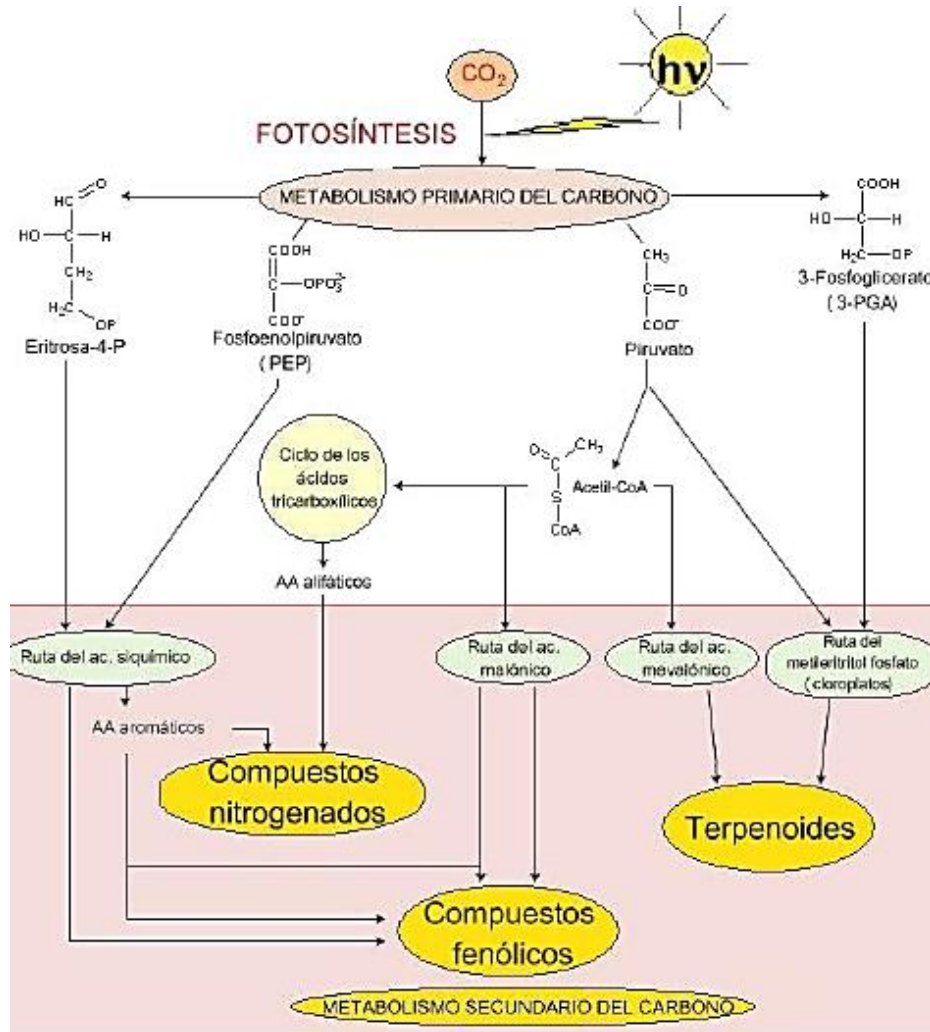 CO₂
hν
FOTOSÍNTESIS
METABOLISMO PRIMARIO DEL CARBONO
HC
O
HO
C
H
CH₂
H₂C
OP
Eritrosa-4-P
COOH
C
C
OPO₃²⁻
COO⁻
Fosfoenolpiruvato
(PEP)
CH₃
C
O
COO⁻
Piruvato
COOH
HO
C
H
H₂C
OP
3-Fosfoglicerato
(3-PGA)
Ciclo de los
ácidos
tricarboxílicos
O
CH₃
C
S
CoA
Acetil-CoA
AA alifáticos
Ruta del ac. siquímico
Ruta del ac.
malónico
Ruta del ac.
mevalónico
Ruta del
metileritritol fosfato
(cloroplatos)
AA aromáticos
Compuestos
nitrogenados
Terpenoides
Compuestos
fenólicos
METABOLISMO SECUNDARIO DEL CARBONO